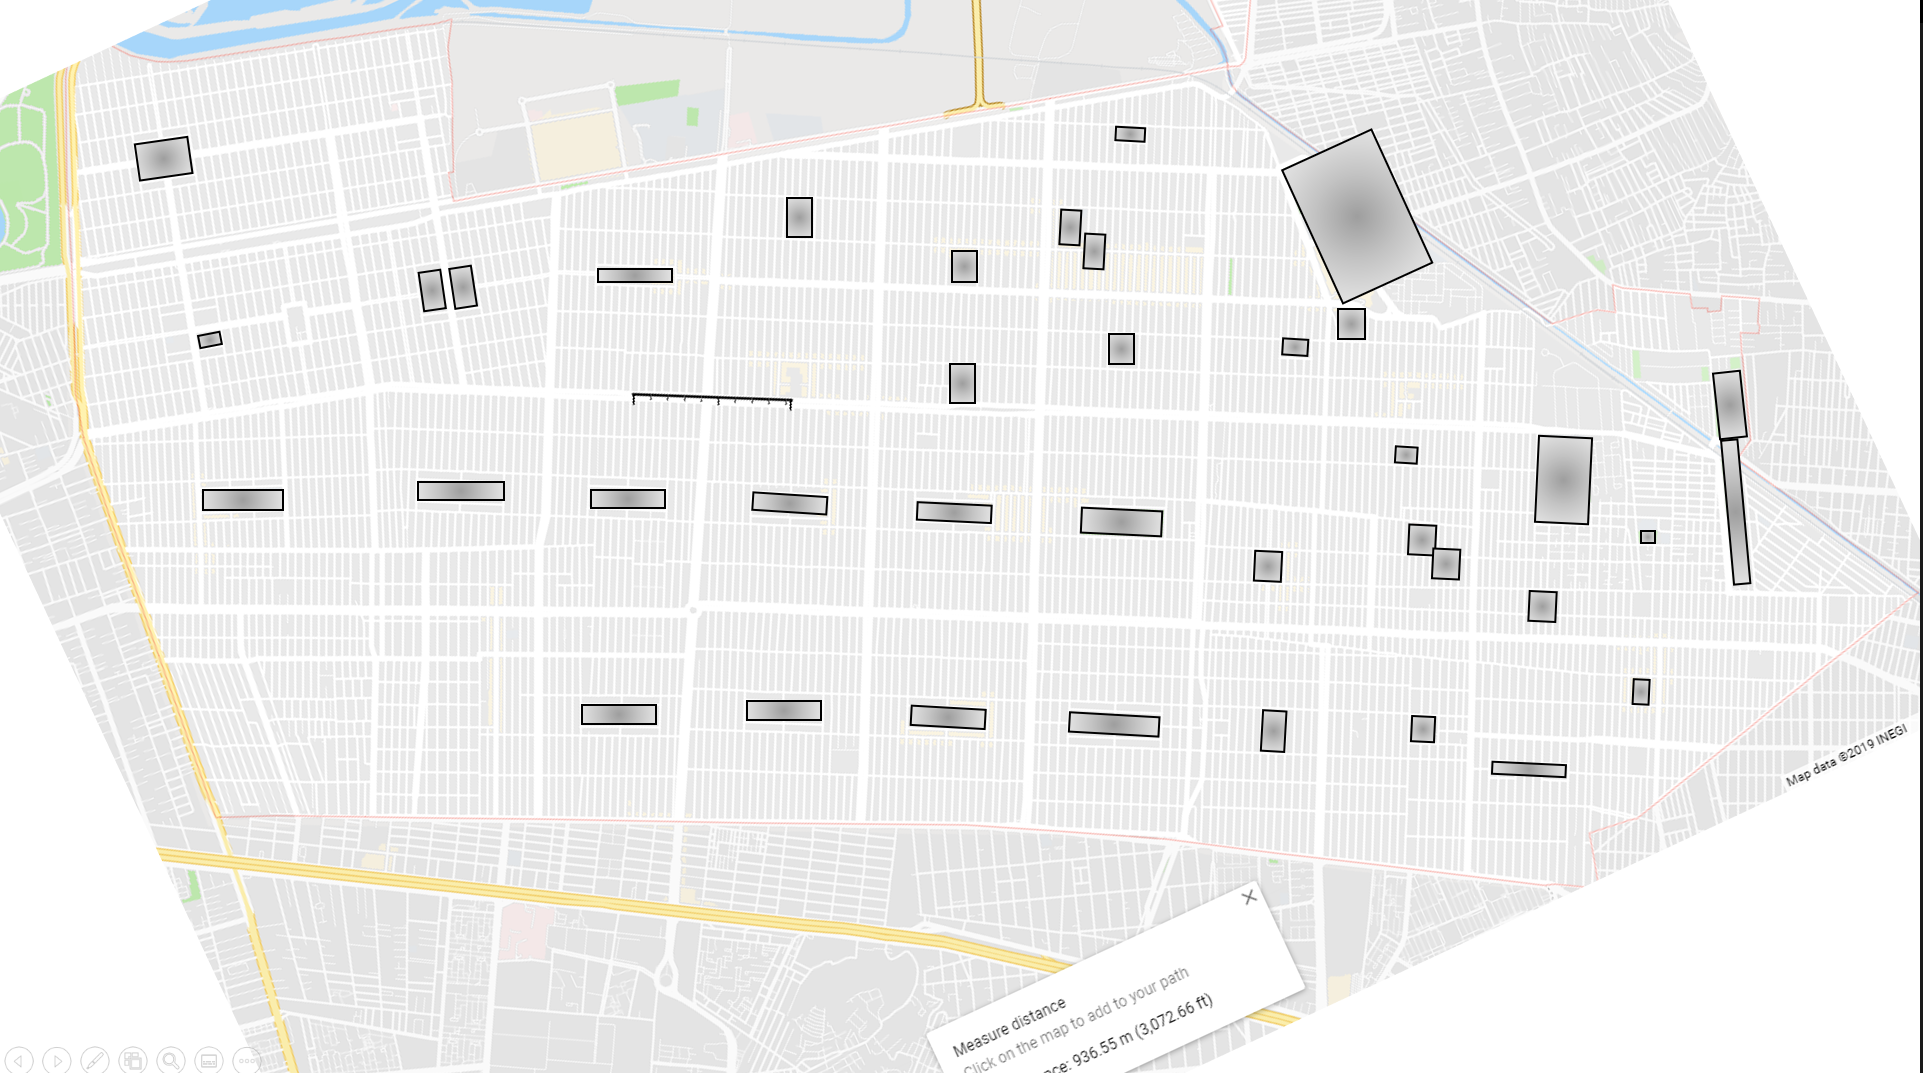 Map data ©2019 INEGI
Measure distance
Click on the map to add to your path
nce: 936.55 m (3,072.66 ft)